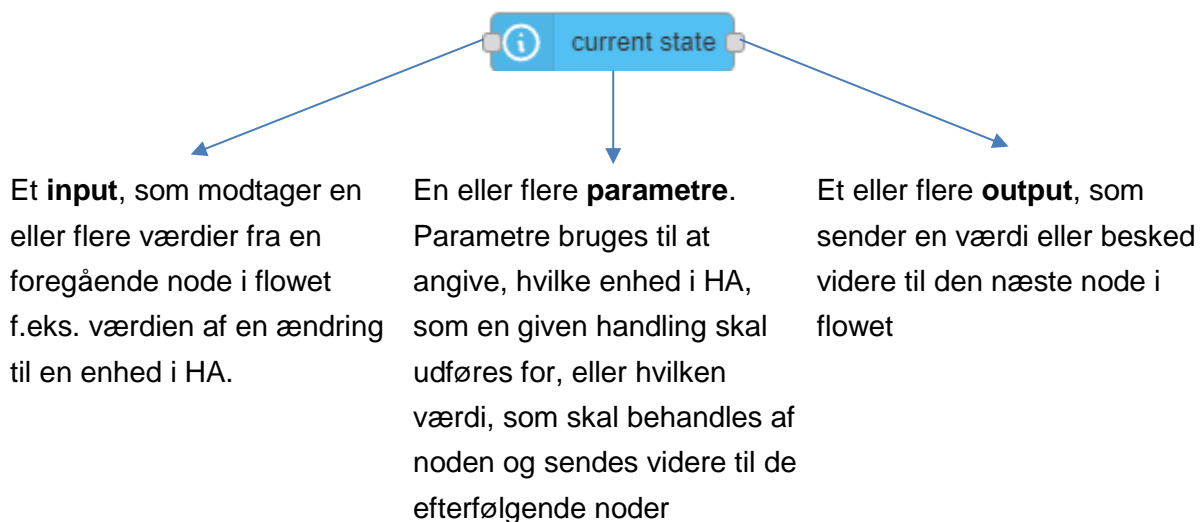 current state
Et input, som modtager en
eller flere værdier fra en
foregående node i flowet
f.eks. værdien af en ændring
til en enhed i HA.
En eller flere parametre.
Parametre bruges til at
angive, hvilke enhed i HA,
som en given handling skal
udføres for, eller hvilken
værdi, som skal behandles af
noden og sendes videre til de
efterfølgende noder
Et eller flere output, som
sender en værdi eller besked
videre til den næste node i
flowet